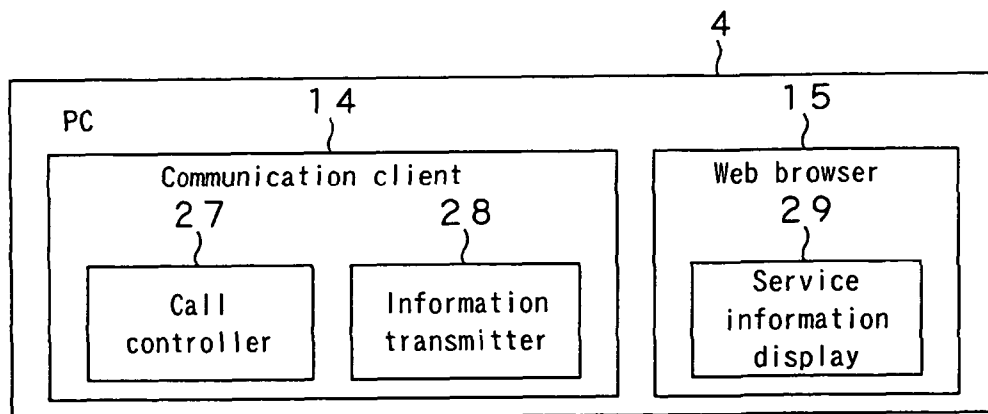 4
14
15
PC
Communication client
Web browser
27
28
29
Call
controller
Information
transmitter
Service
information
display